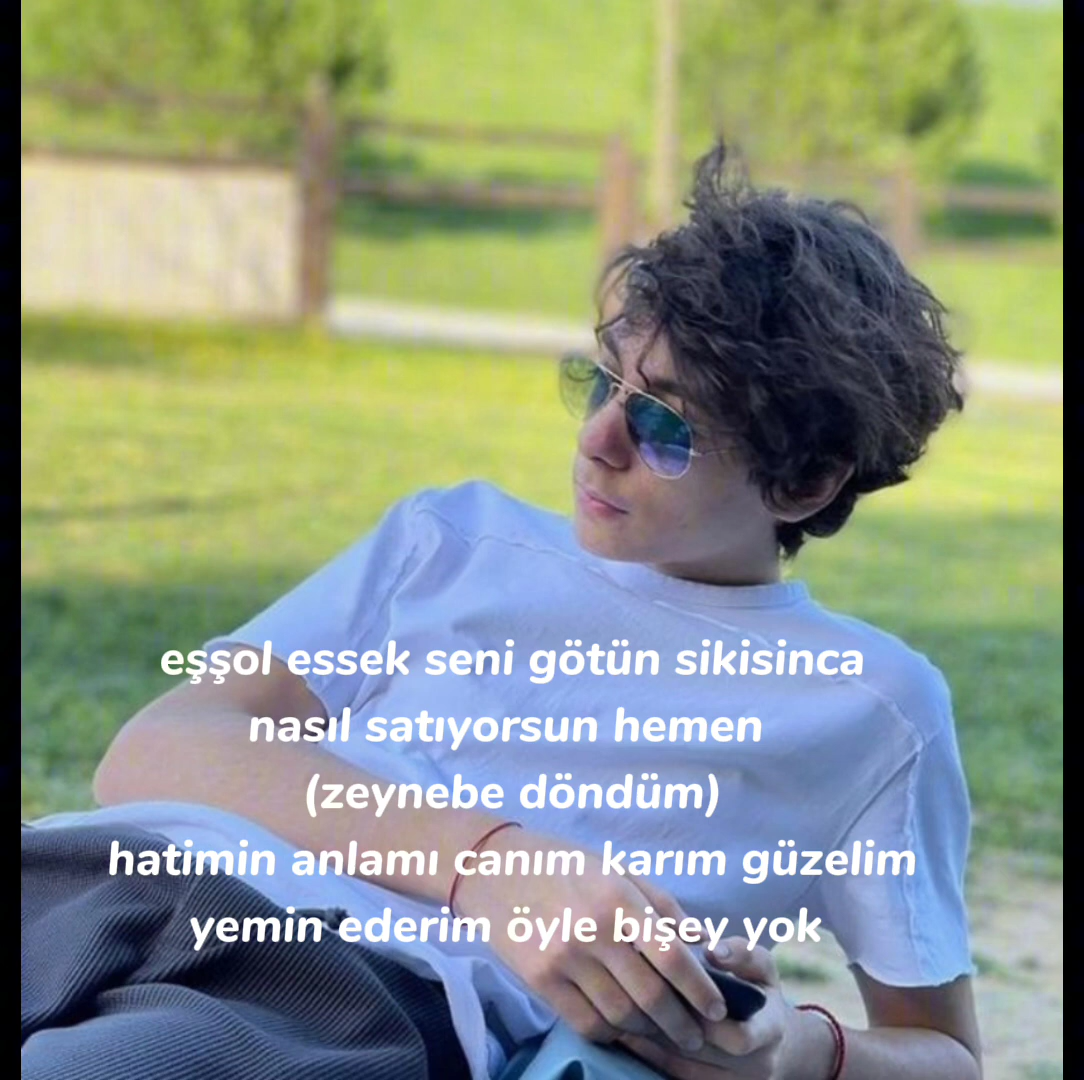 eşşol essek seni götün sikisinca
nasıl satıyorsun hemen
(zeynebe döndüm)
hatimin anlamı canım karım güzelim
yemin ederim öyle bişey yok